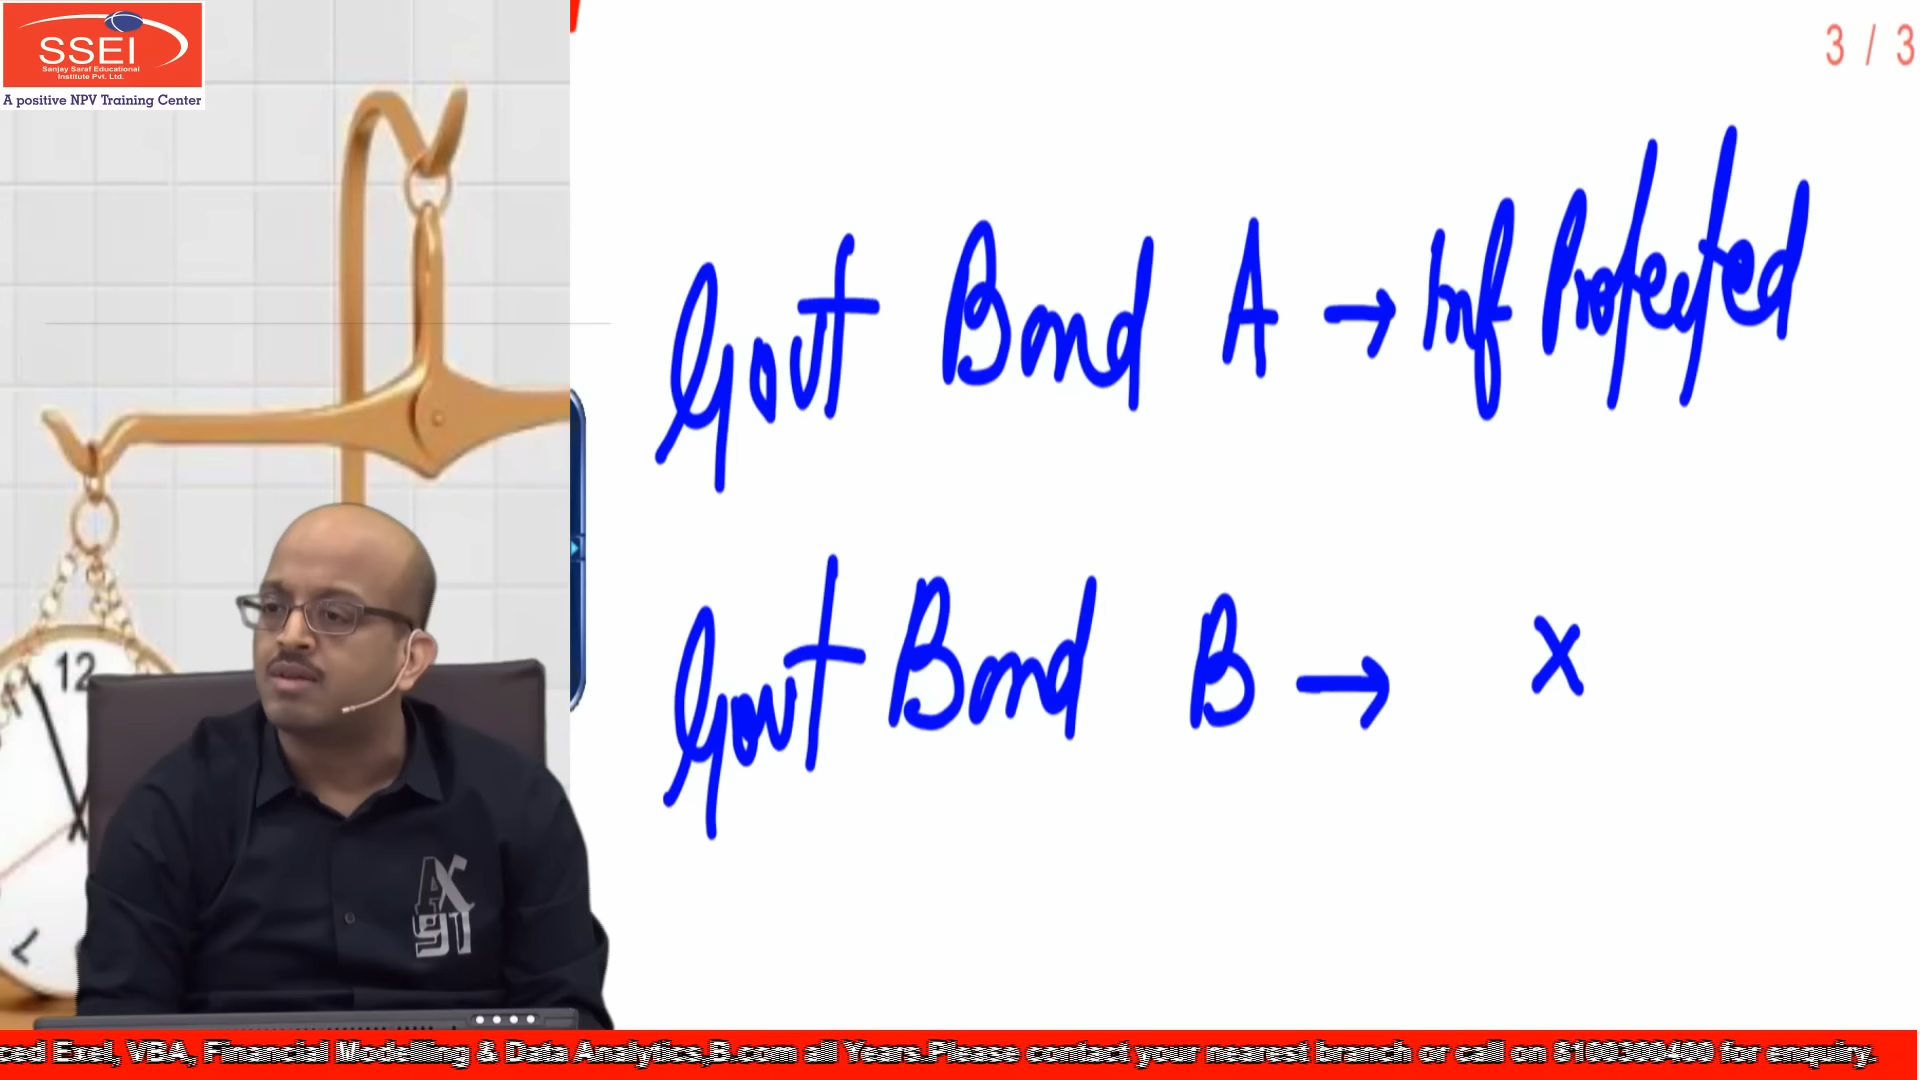 SSEI
Sanjay Saraf Educational
Institute Pvt. Ltd.
A positive NPV Training Center
3 / 3
Govt Bond A → Inf Protected
Govt Bond B → x
12
ced Exel, VBA, Financial Modelling & Data Analytics,B.com all Years.Please contact your nearest branch or call on for enquiry.